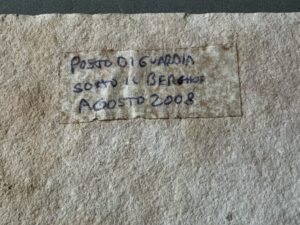 POSTO DI GUARDIA
SOTTO IL BERGHOF
AGOSTO 2008